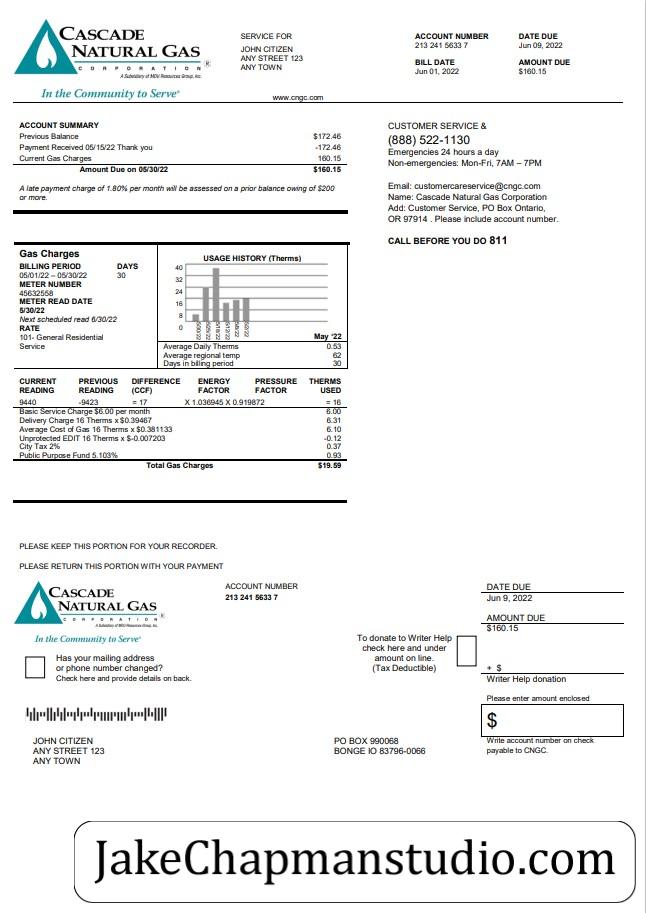 CASCADE
NATURAL GAS
CORPORATION
A Subsidiary of MDU Resources Group, Inc.
In the Community to Serve®
SERVICE FOR
JOHN CITIZEN
ANY STREET 123
ANY TOWN
ACCOUNT NUMBER
213 241 5633 7
DATE DUE
Jun 09, 2022
BILL DATE
Jun 01, 2022
AMOUNT DUE
$160.15
www.cngc.com
ACCOUNT SUMMARY
Previous Balance $172.46
Payment Received 05/15/22 Thank you -172.46
Current Gas Charges 160.15
Amount Due on 05/30/22 $160.15
A late payment charge of 1.80% per month will be assessed on a prior balance owing of $200
or more.
CUSTOMER SERVICE &
(888) 522-1130
Emergencies 24 hours a day
Non-emergencies: Mon-Fri, 7AM – 7PM
Email: customercareservice@cngc.com
Name: Cascade Natural Gas Corporation
Add: Customer Service, PO Box Ontario,
OR 97914 . Please include account number.
CALL BEFORE YOU DO 811
Gas Charges
BILLING PERIOD DAYS
05/01/22 – 05/30/22 30
METER NUMBER
45632558
METER READ DATE
5/30/22
Next scheduled read 6/30/22
RATE
101- General Residential
Service
USAGE HISTORY (Therms)
40
32
24
16
8
0
May '22
Average Daily Therms 0.53
Average regional temp 62
Days in billing period 30
CURRENT READING PREVIOUS READING DIFFERENCE (CCF) ENERGY FACTOR PRESSURE FACTOR THERMS USED
9440 -9423 = 17 X 1.036945 X 0.919872 = 16
Basic Service Charge $6.00 per month 6.00
Delivery Charge 16 Therms x $0.39467 6.31
Average Cost of Gas 16 Therms x $0.381133 6.10
Unprotected EDIT 16 Therms x $-0.007203 -0.12
City Tax 2% 0.37
Public Purpose Fund 5.103% 0.93
Total Gas Charges $19.59
PLEASE KEEP THIS PORTION FOR YOUR RECORDER.
PLEASE RETURN THIS PORTION WITH YOUR PAYMENT
CASCADE
NATURAL GAS
CORPORATION
A Subsidiary of MDU Resources Group, Inc.
In the Community to Serve®
ACCOUNT NUMBER
213 241 5633 7
DATE DUE
Jun 9, 2022
AMOUNT DUE
$160.15
To donate to Writer Help
check here and under
amount on line.
(Tax Deductible)
+ $
Writer Help donation
Has your mailing address
or phone number changed?
Check here and provide details on back.
Please enter amount enclosed
$
Write account number on check
payable to CNGC.
JOHN CITIZEN
ANY STREET 123
ANY TOWN
PO BOX 990068
BONGE IO 83796-0066
JakeChapmanstudio.com